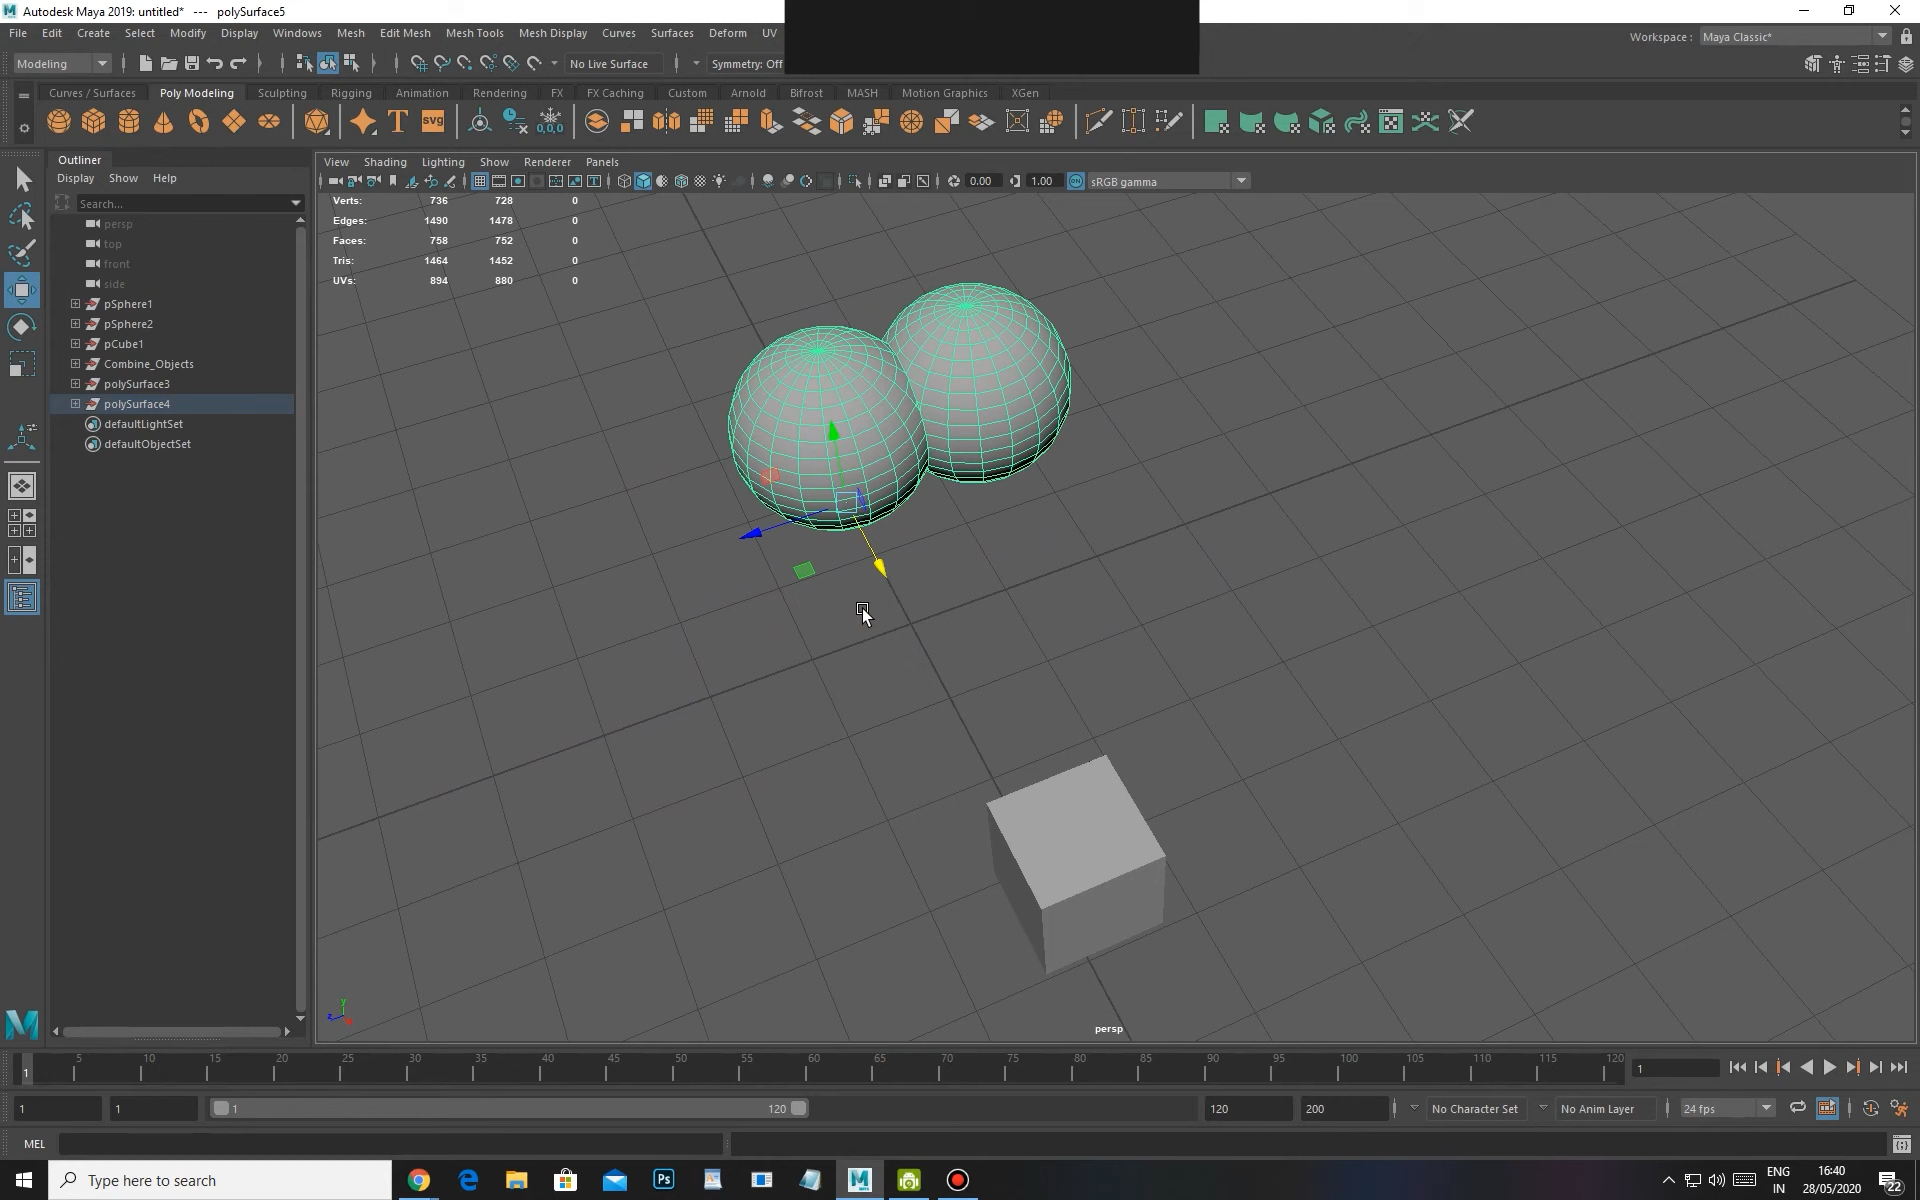 Autodesk Maya 2019: untitled* --- polySurface5
File Edit Create Select Modify Display Windows Mesh Edit Mesh Mesh Tools Mesh Display Curves Surfaces Deform UV
Workspace : Maya Classic*
Modeling No Live Surface Symmetry: Off
Curves / Surfaces Poly Modeling Sculpting Rigging Animation Rendering FX FX Caching Custom Arnold Bifrost MASH Motion Graphics XGen
T svg 0,0,0
Outliner
Display Show Help
Search...
persp
top
front
side
pSphere1
pSphere2
pCube1
Combine_Objects
polySurface3
polySurface4
defaultLightSet
defaultObjectSet
View Shading Lighting Show Renderer Panels
0.00 1.00 ON sRGB gamma
Verts: 736 728 0
Edges: 1490 1478 0
Faces: 758 752 0
Tris: 1464 1452 0
UVs: 894 880 0
y
z x
persp
1 5 10 15 20 25 30 35 40 45 50 55 60 65 70 75 80 85 90 95 100 105 110 115 120 1
1 1 1 120 120 200 No Character Set No Anim Layer 24 fps
MEL
Type here to search
Ps
M
ENG
IN
16:40
28/05/2020
22